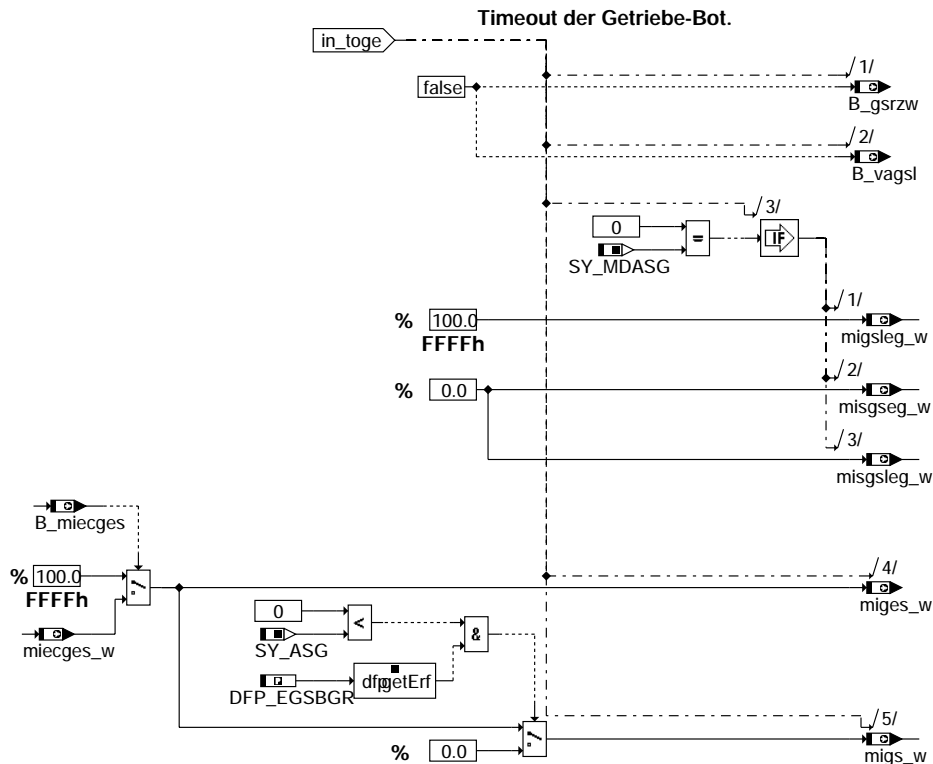 Timeout der Getriebe-Bot.
in_toge
/1/
false
B_gsrzw
/2/
B_vagsl
/3/
0
=
IF
SY_MDASG
/1/
% 100.0
migsleg_w
FFFFh
/2/
% 0.0
misgseg_w
/3/
misgsleg_w
B_miecges
/4/
% 100.0
miges_w
FFFFh
0
<
&
miecges_w
SY_ASG
dfpgetErf
DFP_EGSBGR
/5/
% 0.0
migs_w